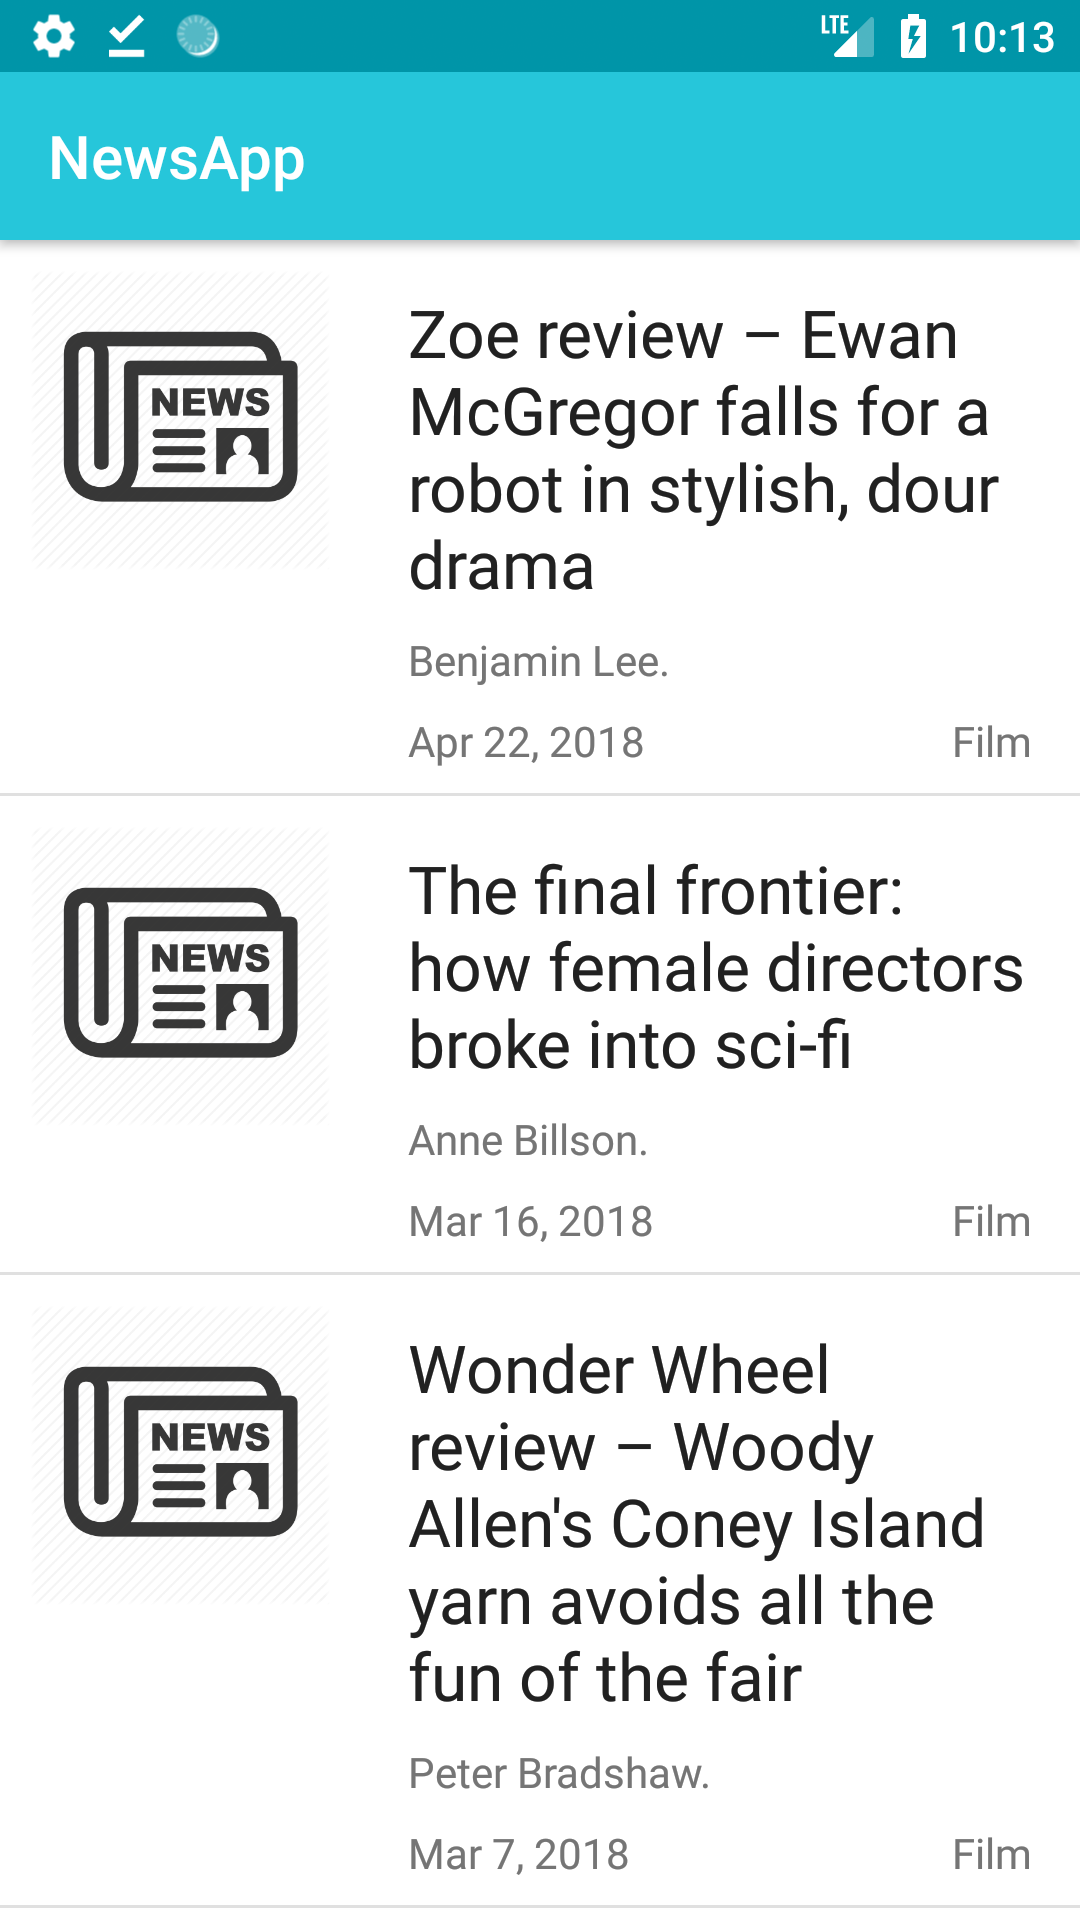 LTE 10:13
NewsApp
NEWS
Zoe review – Ewan
McGregor falls for a
robot in stylish, dour
drama
Benjamin Lee.
Apr 22, 2018 Film
NEWS
The final frontier:
how female directors
broke into sci-fi
Anne Billson.
Mar 16, 2018 Film
NEWS
Wonder Wheel
review – Woody
Allen's Coney Island
yarn avoids all the
fun of the fair
Peter Bradshaw.
Mar 7, 2018 Film